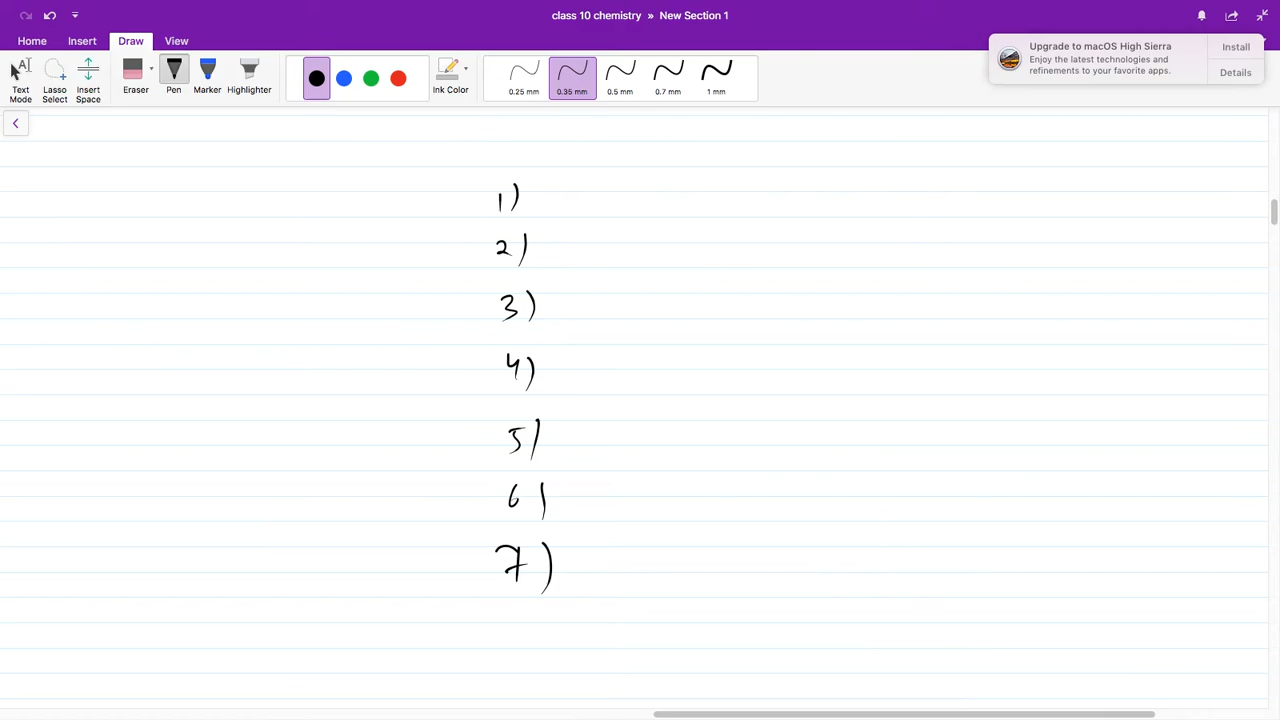 class 10 chemistry » New Section 1
Home Insert Draw View
Upgrade to macOS High Sierra
Enjoy the latest technologies and
refinements to your favorite apps.
Install
Details
Text Mode
Lasso Select
Insert Space
Eraser
Pen
Marker
Highlighter
Ink Color
0.25 mm
0.35 mm
0.5 mm
0.7 mm
1 mm
1)
2)
3)
4)
5)
6)
7)